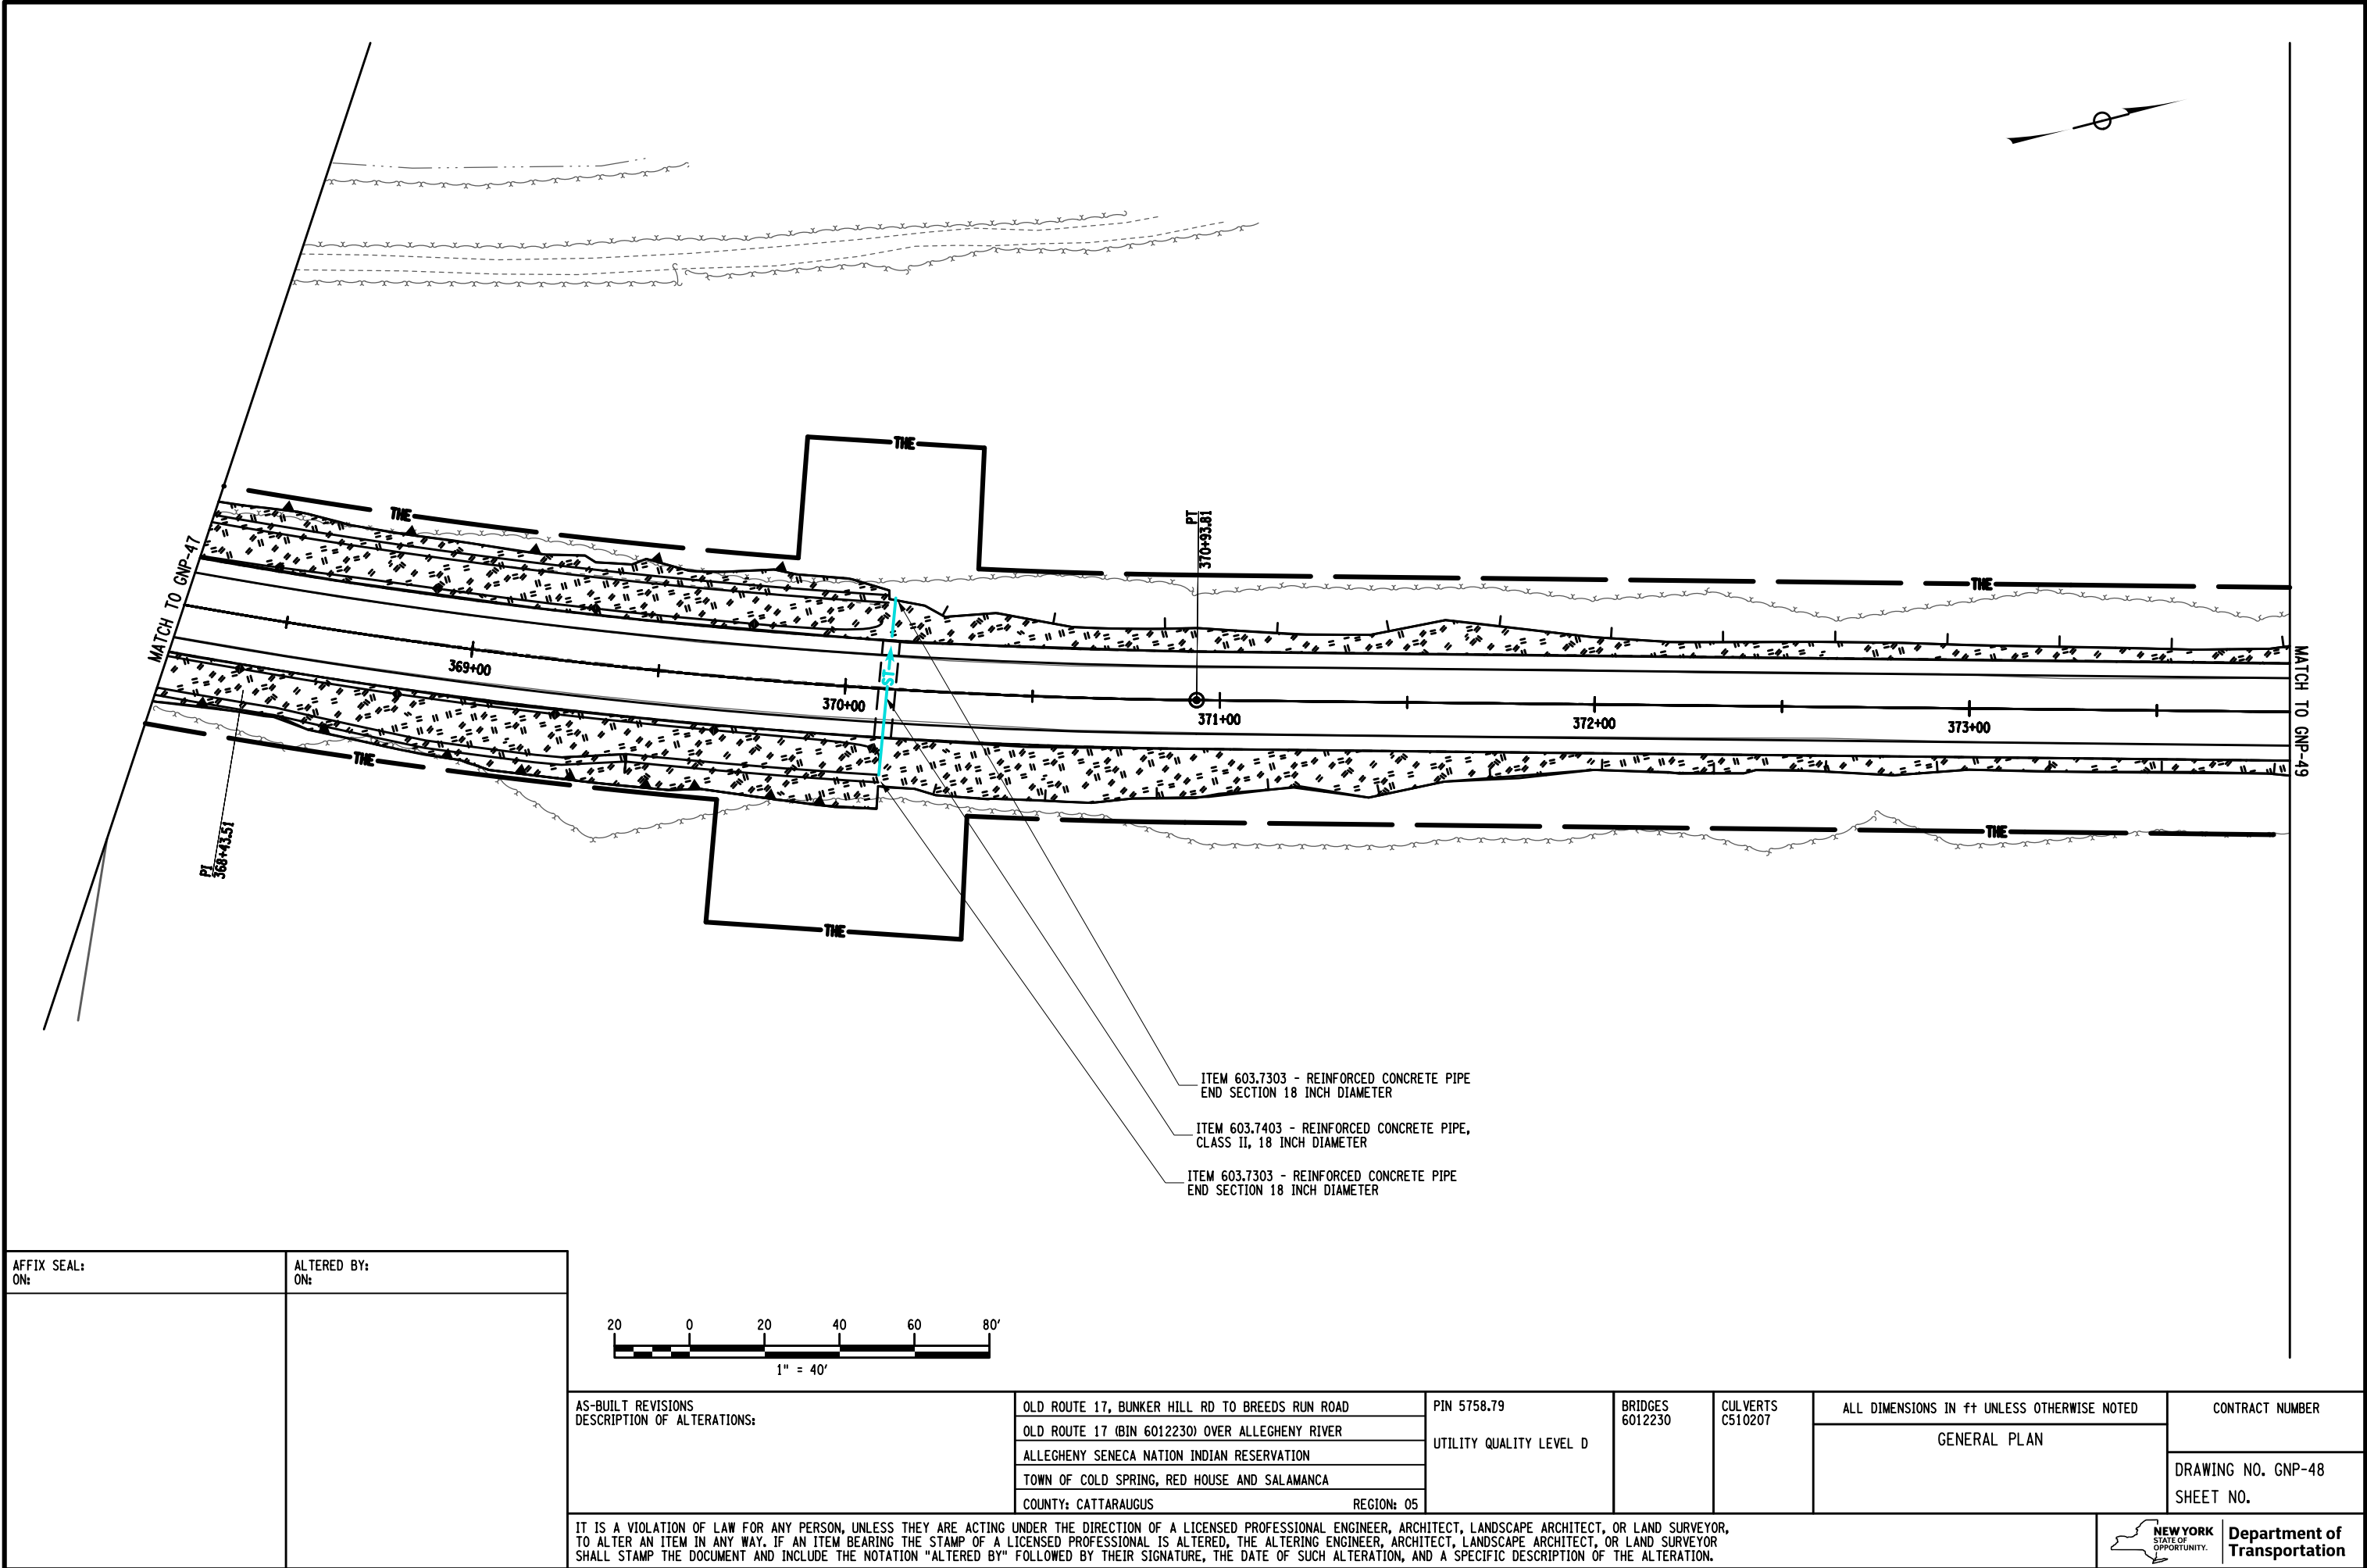 THE
THE
MATCH TO GNP-47
PT
370+93.81
THE
369+00
ST
370+00
371+00
372+00
373+00
MATCH TO GNP-49
THE
THE
PI
368+43.51
THE
ITEM 603.7303 - REINFORCED CONCRETE PIPE
END SECTION 18 INCH DIAMETER
ITEM 603.7403 - REINFORCED CONCRETE PIPE,
CLASS II, 18 INCH DIAMETER
ITEM 603.7303 - REINFORCED CONCRETE PIPE
END SECTION 18 INCH DIAMETER
AFFIX SEAL:
ON:
ALTERED BY:
ON:
20 0 20 40 60 80'
1" = 40'
AS-BUILT REVISIONS
DESCRIPTION OF ALTERATIONS:
OLD ROUTE 17, BUNKER HILL RD TO BREEDS RUN ROAD
OLD ROUTE 17 (BIN 6012230) OVER ALLEGHENY RIVER
ALLEGHENY SENECA NATION INDIAN RESERVATION
TOWN OF COLD SPRING, RED HOUSE AND SALAMANCA
COUNTY: CATTARAUGUS REGION: 05
PIN 5758.79
UTILITY QUALITY LEVEL D
BRIDGES
6012230
CULVERTS
C510207
ALL DIMENSIONS IN ft UNLESS OTHERWISE NOTED
GENERAL PLAN
CONTRACT NUMBER
DRAWING NO. GNP-48
SHEET NO.
IT IS A VIOLATION OF LAW FOR ANY PERSON, UNLESS THEY ARE ACTING UNDER THE DIRECTION OF A LICENSED PROFESSIONAL ENGINEER, ARCHITECT, LANDSCAPE ARCHITECT, OR LAND SURVEYOR,
TO ALTER AN ITEM IN ANY WAY. IF AN ITEM BEARING THE STAMP OF A LICENSED PROFESSIONAL IS ALTERED, THE ALTERING ENGINEER, ARCHITECT, LANDSCAPE ARCHITECT, OR LAND SURVEYOR
SHALL STAMP THE DOCUMENT AND INCLUDE THE NOTATION "ALTERED BY" FOLLOWED BY THEIR SIGNATURE, THE DATE OF SUCH ALTERATION, AND A SPECIFIC DESCRIPTION OF THE ALTERATION.
NEW YORK
STATE OF
OPPORTUNITY.
Department of
Transportation